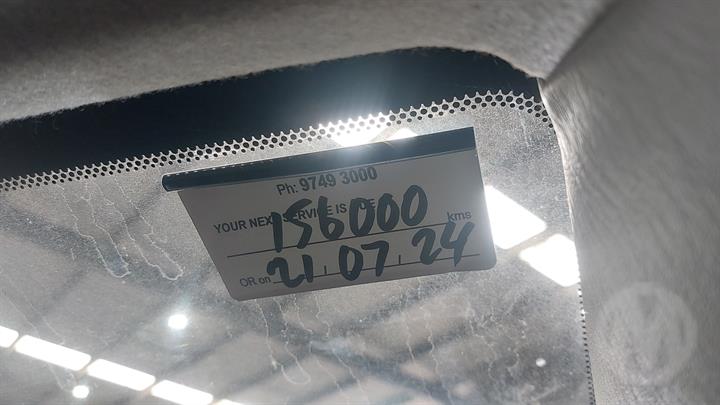 Ph: 9749 3000
YOUR NEXT SERVICE IS DUE
156000 kms
OR on 21 07 24